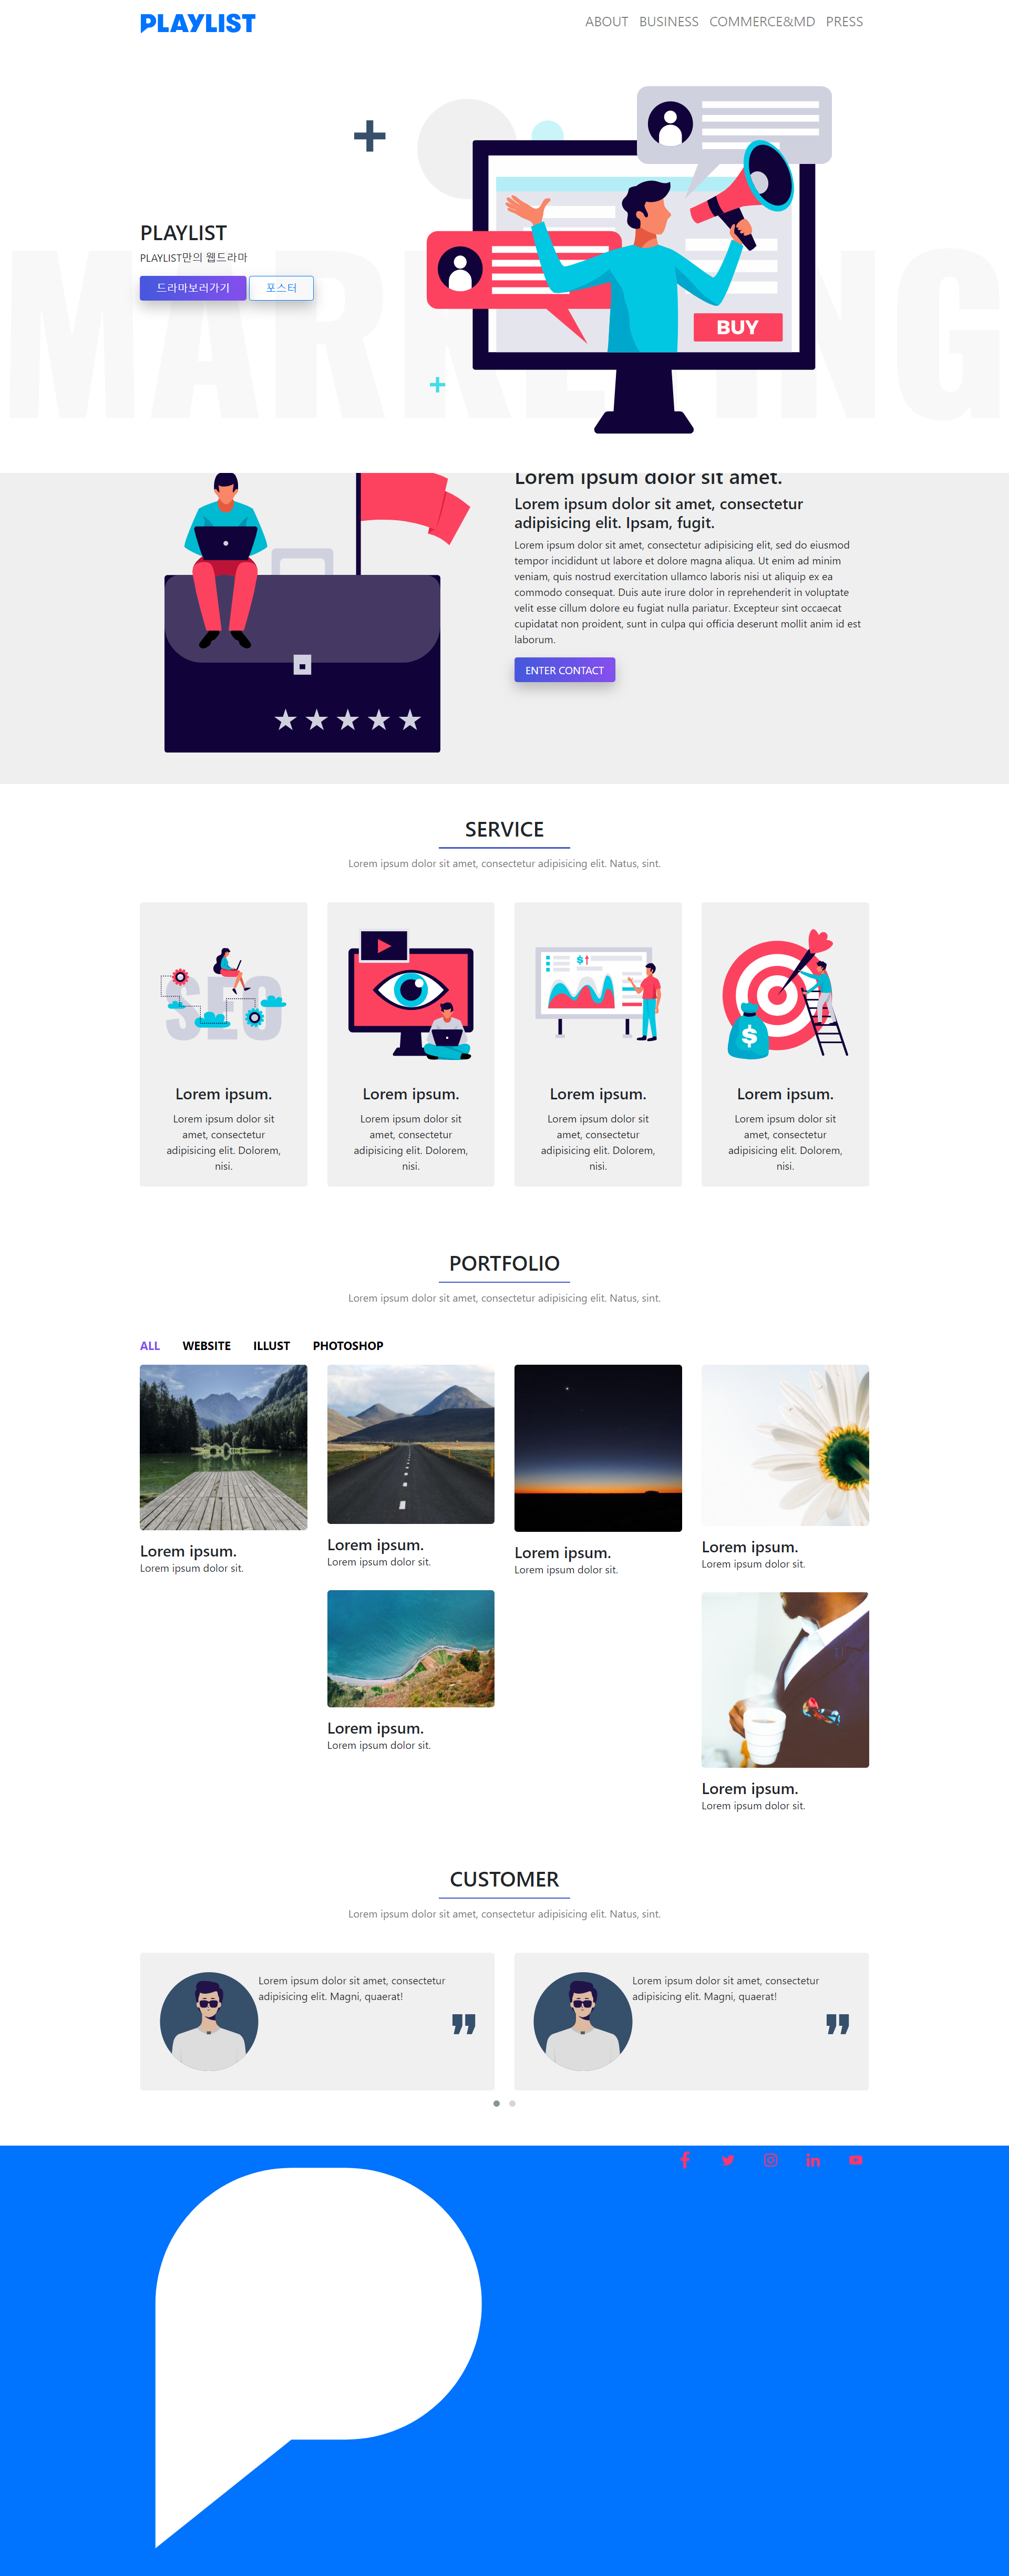 PLAYLIST
ABOUT BUSINESS COMMERCE&MD PRESS
MARKETING
PLAYLIST
PLAYLIST만의 웹드라마
드라마보러가기 포스터
BUY
Lorem ipsum dolor sit amet.
Lorem ipsum dolor sit amet, consectetur
adipisicing elit. Ipsam, fugit.
Lorem ipsum dolor sit amet, consectetur adipisicing elit, sed do eiusmod
tempor incididunt ut labore et dolore magna aliqua. Ut enim ad minim
veniam, quis nostrud exercitation ullamco laboris nisi ut aliquip ex ea
commodo consequat. Duis aute irure dolor in reprehenderit in voluptate
velit esse cillum dolore eu fugiat nulla pariatur. Excepteur sint occaecat
cupidatat non proident, sunt in culpa qui officia deserunt mollit anim id est
laborum.
ENTER CONTACT
SERVICE
Lorem ipsum dolor sit amet, consectetur adipisicing elit. Natus, sint.
SEO
$
$
Lorem ipsum.
Lorem ipsum dolor sit
amet, consectetur
adipisicing elit. Dolorem,
nisi.
Lorem ipsum.
Lorem ipsum dolor sit
amet, consectetur
adipisicing elit. Dolorem,
nisi.
Lorem ipsum.
Lorem ipsum dolor sit
amet, consectetur
adipisicing elit. Dolorem,
nisi.
Lorem ipsum.
Lorem ipsum dolor sit
amet, consectetur
adipisicing elit. Dolorem,
nisi.
PORTFOLIO
Lorem ipsum dolor sit amet, consectetur adipisicing elit. Natus, sint.
ALL WEBSITE ILLUST PHOTOSHOP
Lorem ipsum.
Lorem ipsum dolor sit.
Lorem ipsum.
Lorem ipsum dolor sit.
Lorem ipsum.
Lorem ipsum dolor sit.
Lorem ipsum.
Lorem ipsum dolor sit.
Lorem ipsum.
Lorem ipsum dolor sit.
Lorem ipsum.
Lorem ipsum dolor sit.
CUSTOMER
Lorem ipsum dolor sit amet, consectetur adipisicing elit. Natus, sint.
Lorem ipsum dolor sit amet, consectetur
adipisicing elit. Magni, quaerat!
Lorem ipsum dolor sit amet, consectetur
adipisicing elit. Magni, quaerat!